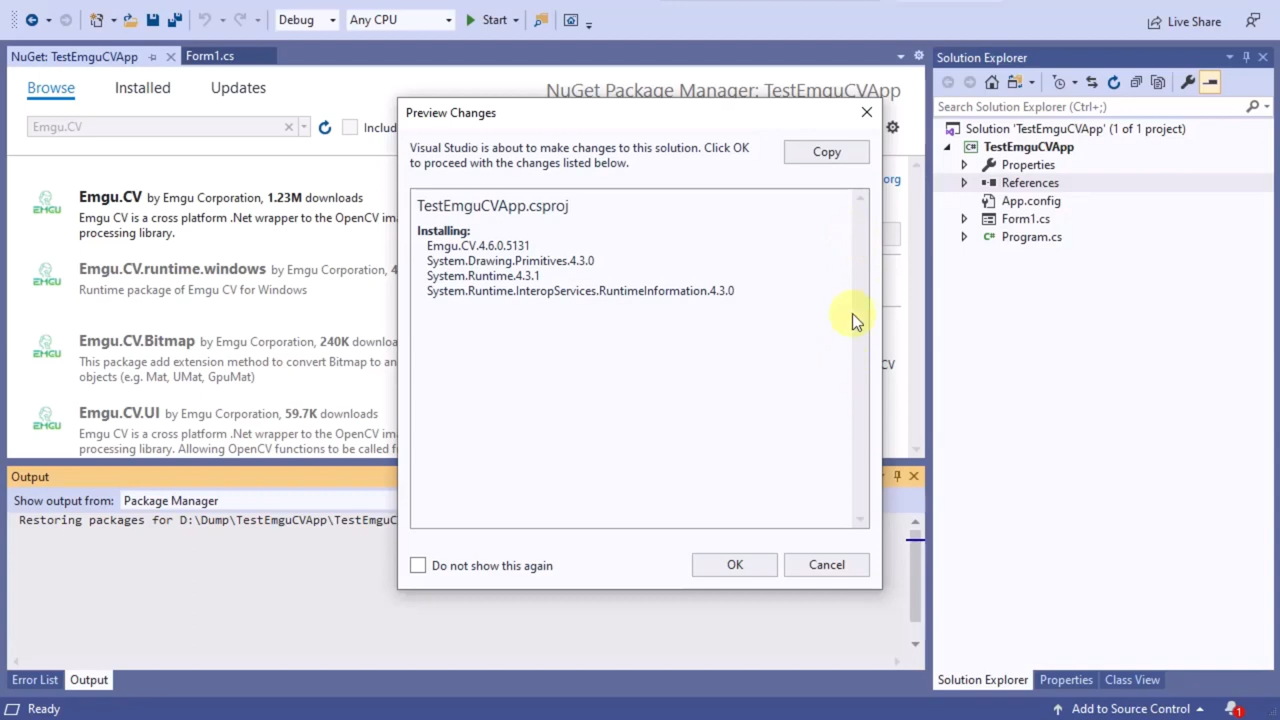 Debug
Any CPU
Start
Live Share
NuGet: TestEmguCVApp
Form1.cs
Browse
Installed
Updates
NuGet Package Manager: TestEmguCVApp
Emgu.CV
Includ
org
Emgu.CV by Emgu Corporation, 1.23M downloads
Emgu CV is a cross platform .Net wrapper to the OpenCV im
processing library.
Emgu.CV.runtime.windows by Emgu Corporation, 4
Runtime package of Emgu CV for Windows
Emgu.CV.Bitmap by Emgu Corporation, 240K downloa
This package add extension method to convert Bitmap to an
objects (e.g. Mat, UMat, GpuMat)
CV
Emgu.CV.UI by Emgu Corporation, 59.7K downloads
Emgu CV is a cross platform .Net wrapper to the OpenCV im
processing library. Allowing OpenCV functions to be called f
EMGU
EMGU
EMGU
EMGU
Preview Changes
Visual Studio is about to make changes to this solution. Click OK
to proceed with the changes listed below.
Copy
TestEmguCVApp.csproj
Installing:
Emgu.CV.4.6.0.5131
System.Drawing.Primitives.4.3.0
System.Runtime.4.3.1
System.Runtime.InteropServices.RuntimeInformation.4.3.0
Do not show this again
OK
Cancel
Output
Show output from: Package Manager
Restoring packages for D:\Dump\TestEmguCVApp\TestEmguC
Error List
Output
Solution Explorer
Search Solution Explorer (Ctrl+;)
Solution 'TestEmguCVApp' (1 of 1 project)
C# TestEmguCVApp
Properties
References
App.config
Form1.cs
C# Program.cs
Solution Explorer
Properties
Class View
Ready
Add to Source Control
1